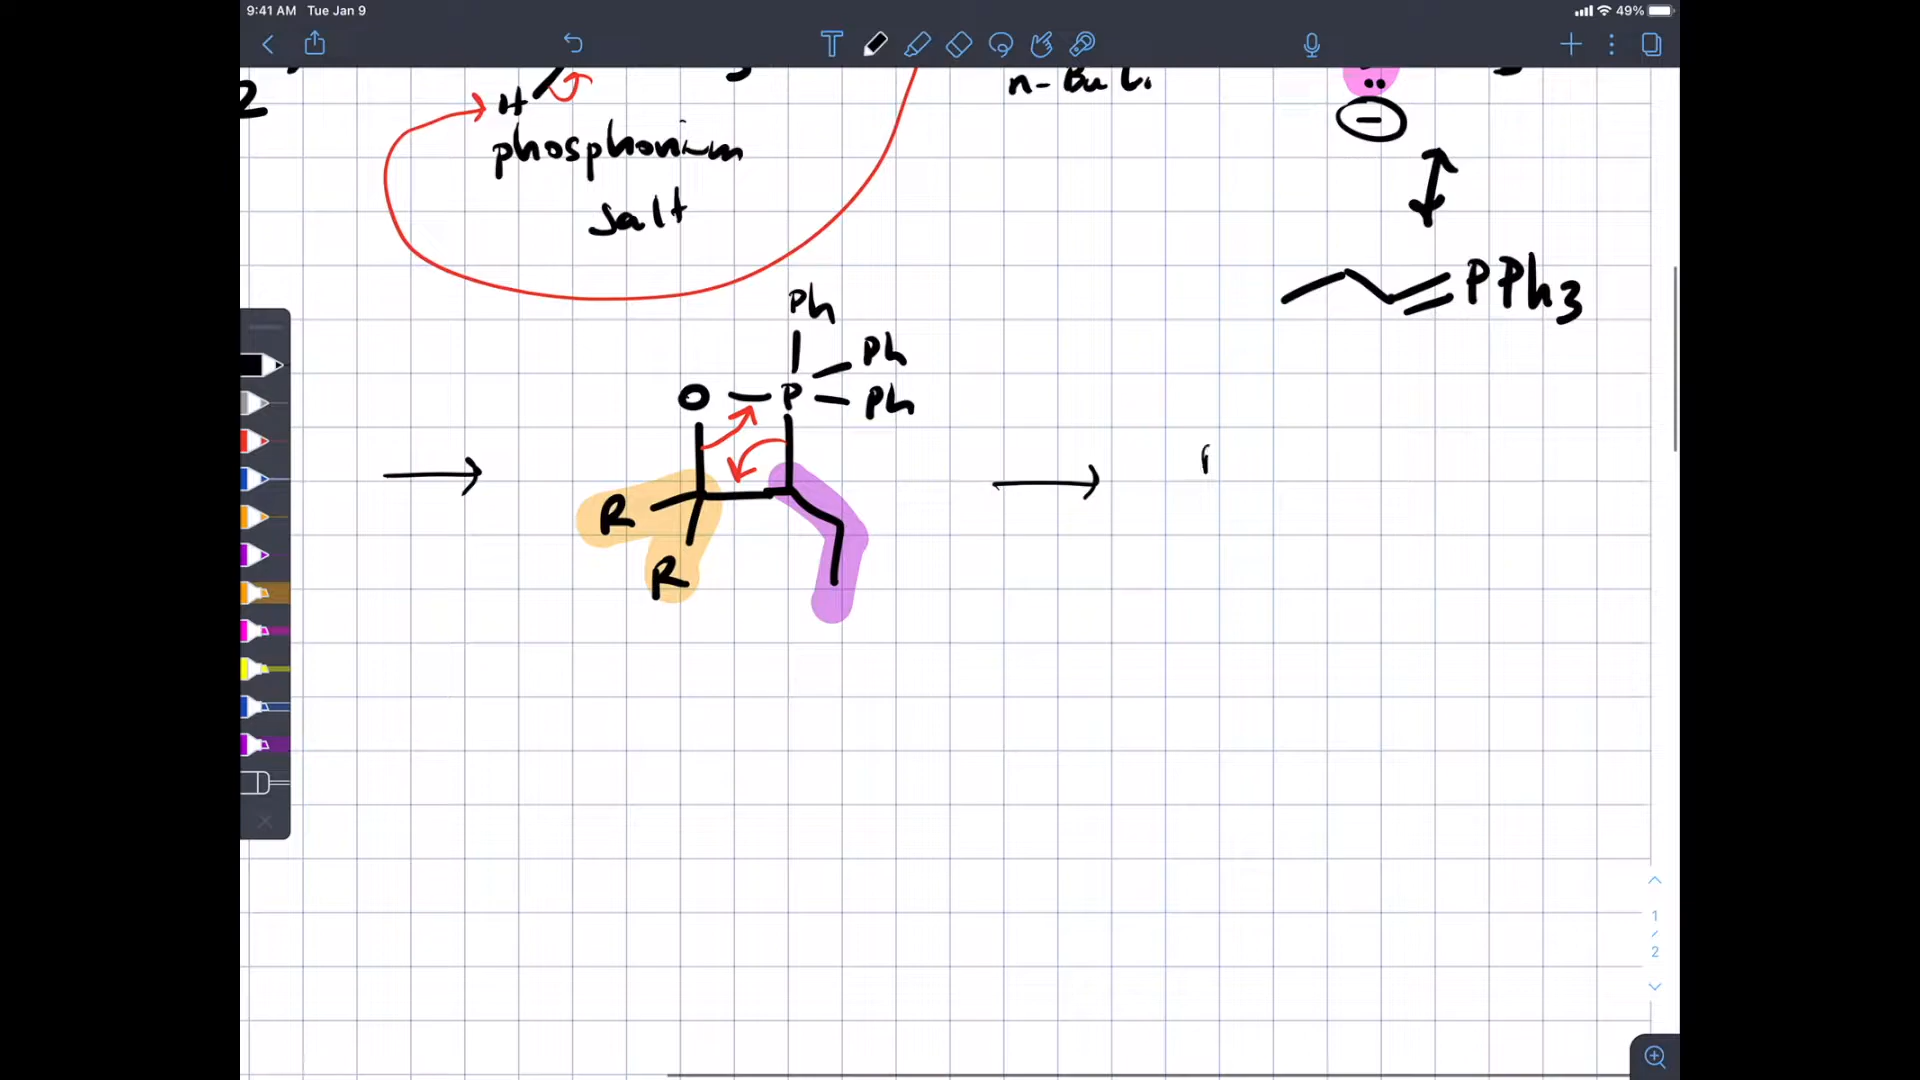 9:41 AM Tue Jan 9
49%
2
n-BuLi
H
phosphonium
salt
PPh3
Ph
Ph
O P Ph
R
R
1
/
2